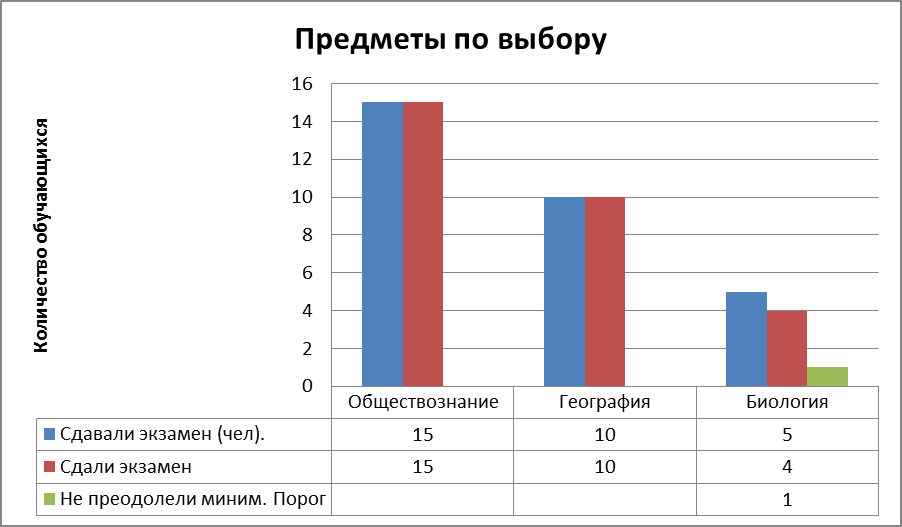 Предметы по выбору
Количество обучающихся
16
14
12
10
8
6
4
2
0
Обществознание География Биология
Сдавали экзамен (чел). 15 10 5
Сдали экзамен 15 10 4
Не преодолели миним. Порог 1